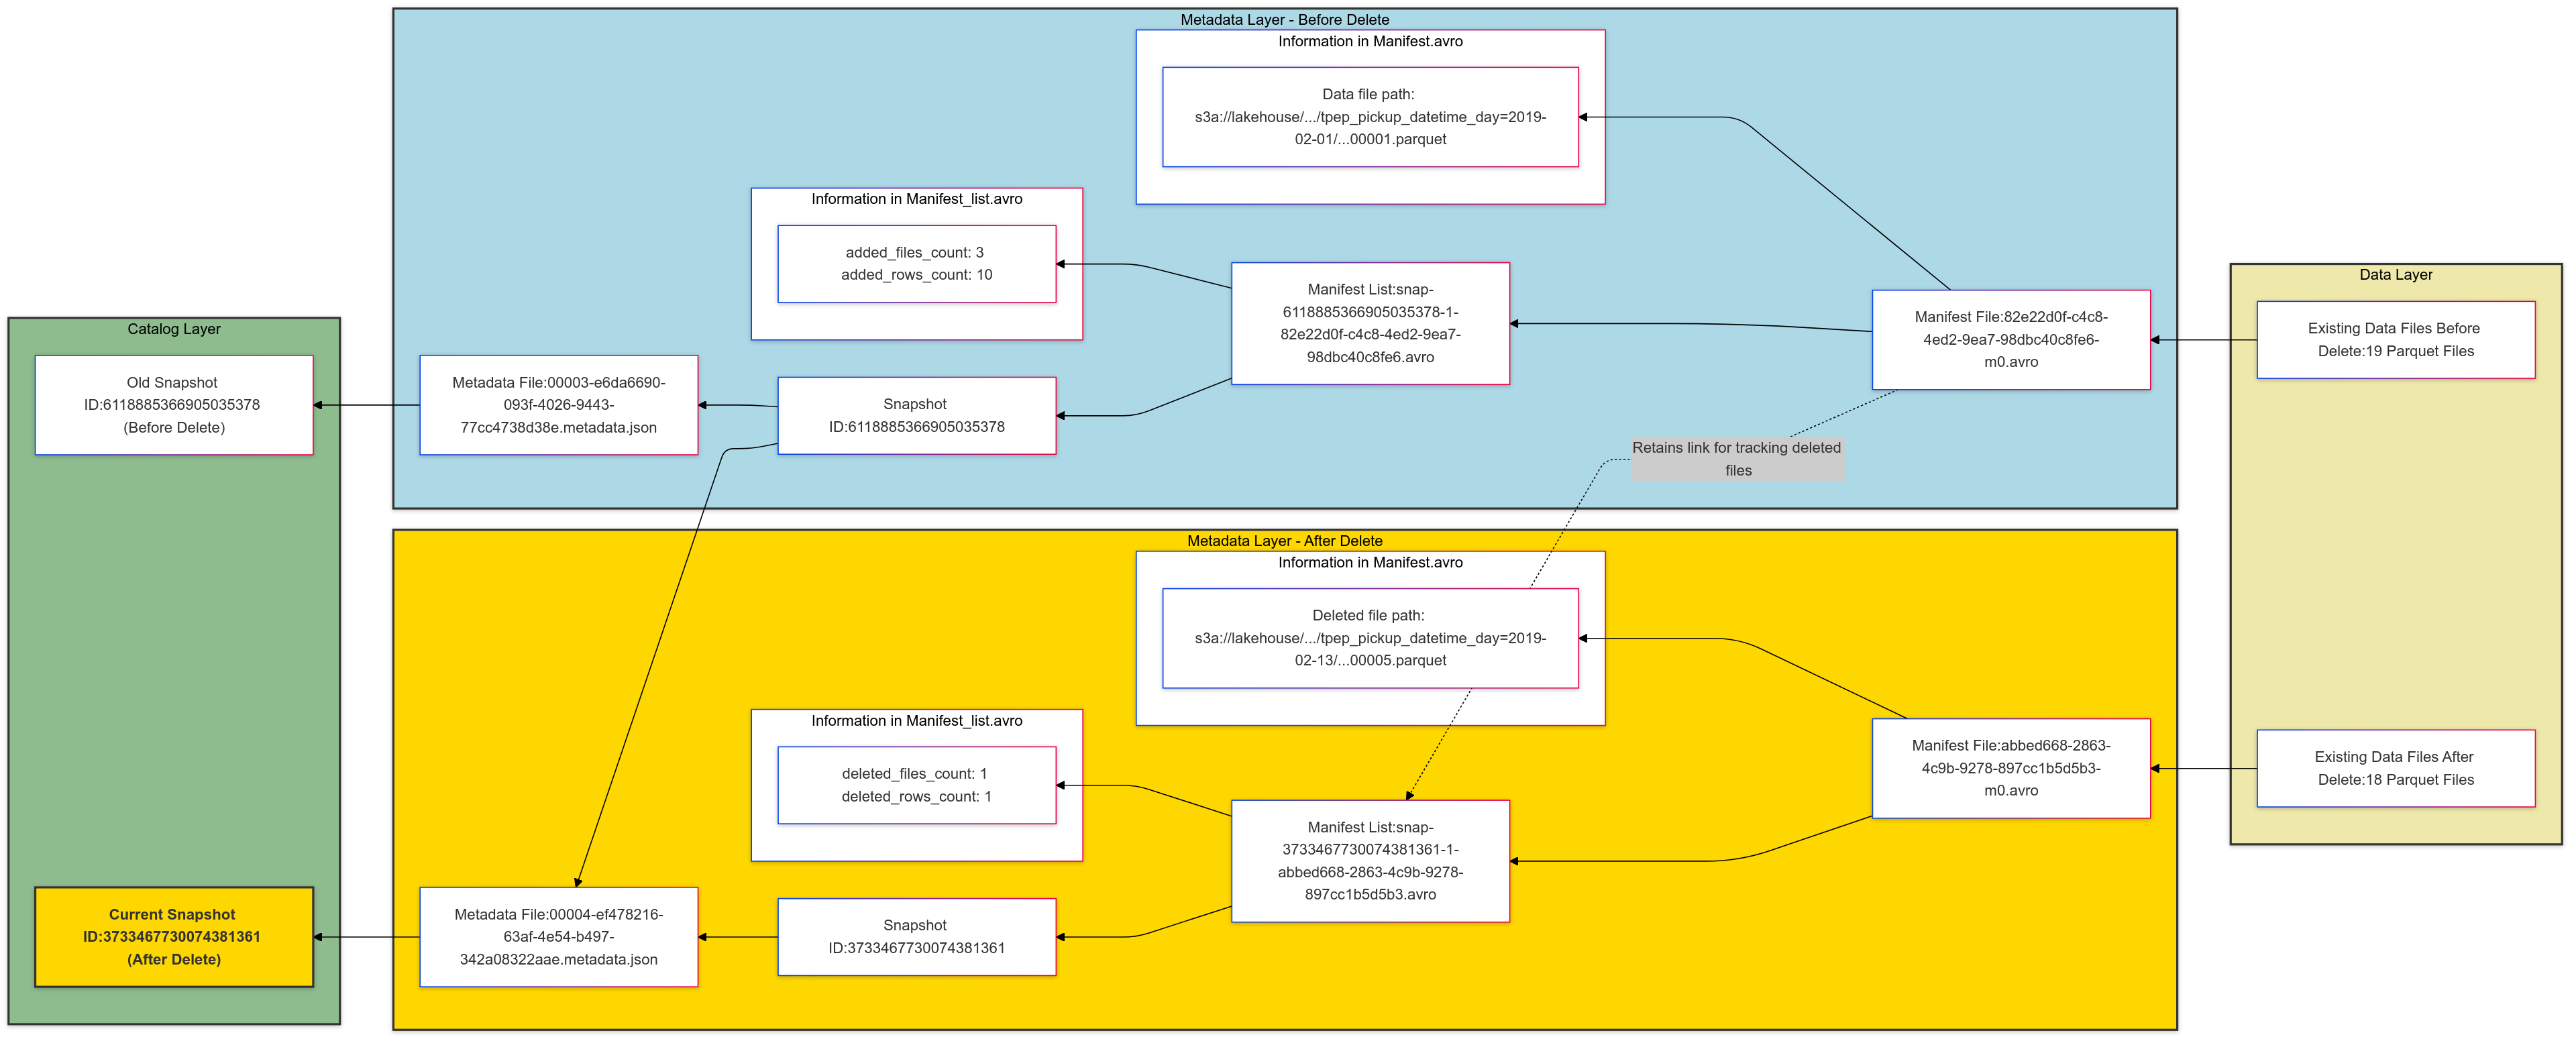 Metadata Layer - Before Delete
Information in Manifest.avro
Data file path:
s3a://lakehouse/.../tpep_pickup_datetime_day=2019-
02-01/...00001.parquet
Information in Manifest_list.avro
added_files_count: 3
added_rows_count: 10
Manifest List:snap-
6118885366905035378-1-
82e22d0f-c4c8-4ed2-9ea7-
98dbc40c8fe6.avro
Manifest File:82e22d0f-c4c8-
4ed2-9ea7-98dbc40c8fe6-
m0.avro
Data Layer
Existing Data Files Before
Delete:19 Parquet Files
Catalog Layer
Old Snapshot
ID:6118885366905035378
(Before Delete)
Metadata File:00003-e6da6690-
093f-4026-9443-
77cc4738d38e.metadata.json
Snapshot
ID:6118885366905035378
Retains link for tracking deleted
files
Metadata Layer - After Delete
Information in Manifest.avro
Deleted file path:
s3a://lakehouse/.../tpep_pickup_datetime_day=2019-
02-13/...00005.parquet
Information in Manifest_list.avro
deleted_files_count: 1
deleted_rows_count: 1
Manifest File:abbed668-2863-
4c9b-9278-897cc1b5d5b3-
m0.avro
Existing Data Files After
Delete:18 Parquet Files
Manifest List:snap-
3733467730074381361-1-
abbed668-2863-4c9b-9278-
897cc1b5d5b3.avro
Current Snapshot
ID:3733467730074381361
(After Delete)
Metadata File:00004-ef478216-
63af-4e54-b497-
342a08322aae.metadata.json
Snapshot
ID:3733467730074381361